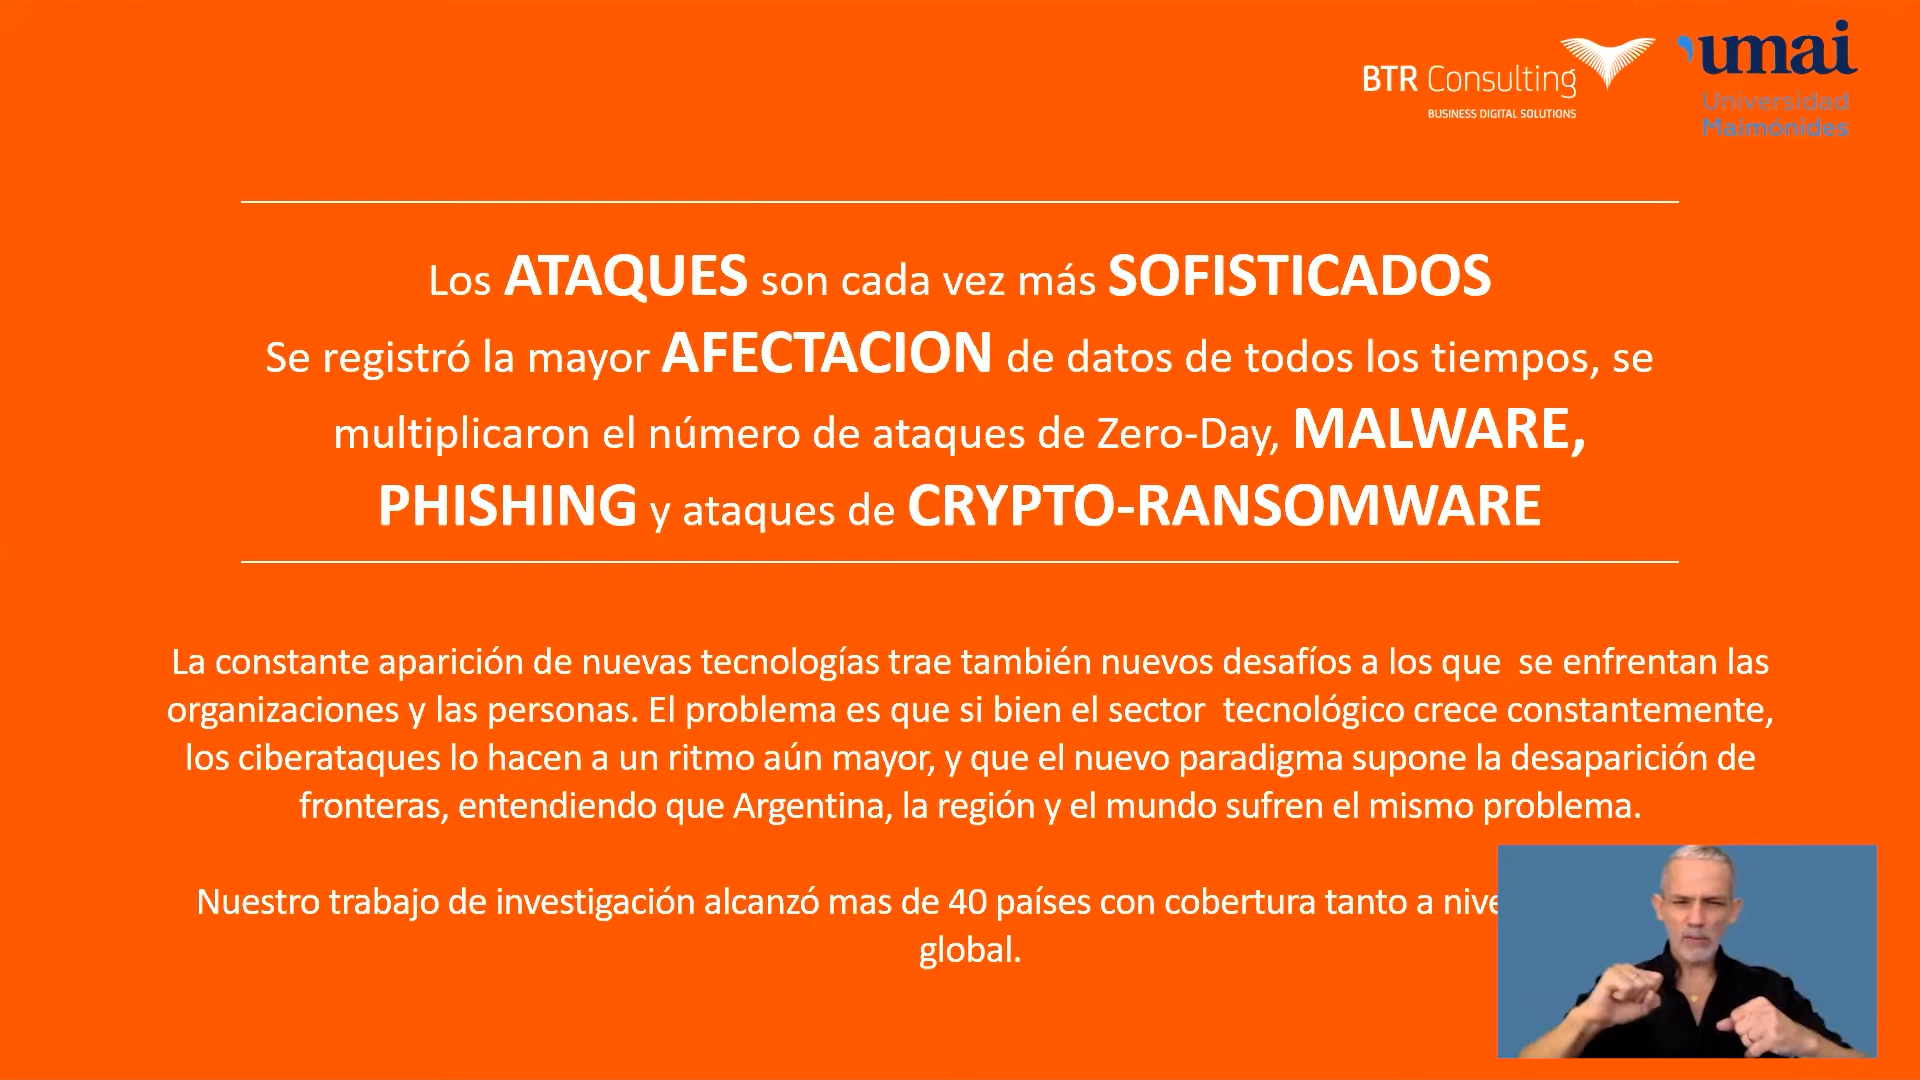 BTR Consulting
BUSINESS DIGITAL SOLUTIONS
umai
Universidad
Maimónides
Los ATAQUES son cada vez más SOFISTICADOS
Se registró la mayor AFECTACION de datos de todos los tiempos, se
multiplicaron el número de ataques de Zero-Day, MALWARE,
PHISHING y ataques de CRYPTO-RANSOMWARE
La constante aparición de nuevas tecnologías trae también nuevos desafíos a los que se enfrentan las
organizaciones y las personas. El problema es que si bien el sector tecnológico crece constantemente,
los ciberataques lo hacen a un ritmo aún mayor, y que el nuevo paradigma supone la desaparición de
fronteras, entendiendo que Argentina, la región y el mundo sufren el mismo problema.
Nuestro trabajo de investigación alcanzó mas de 40 países con cobertura tanto a
global.